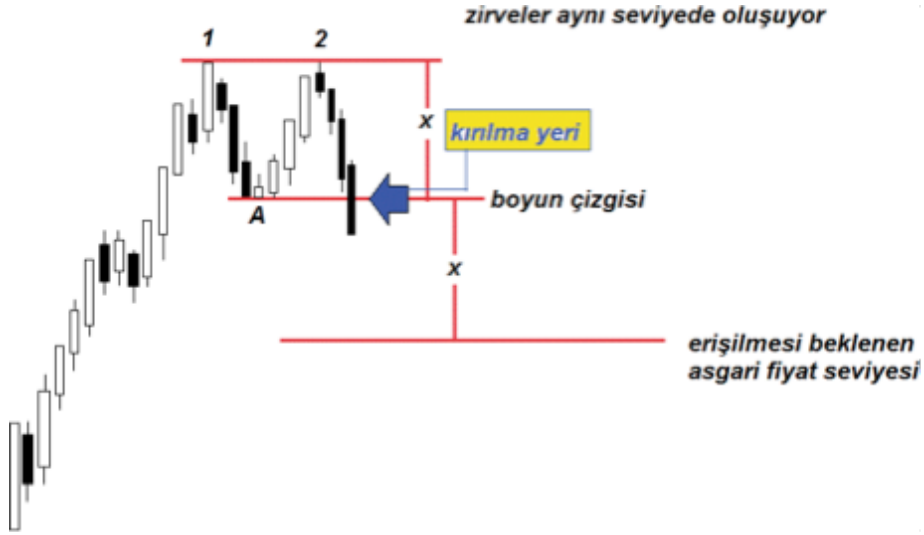 zirveler aynı seviyede oluşuyor
1
2
x
kırılma yeri
boyun çizgisi
A
x
erişilmesi beklenen
asgari fiyat seviyesi